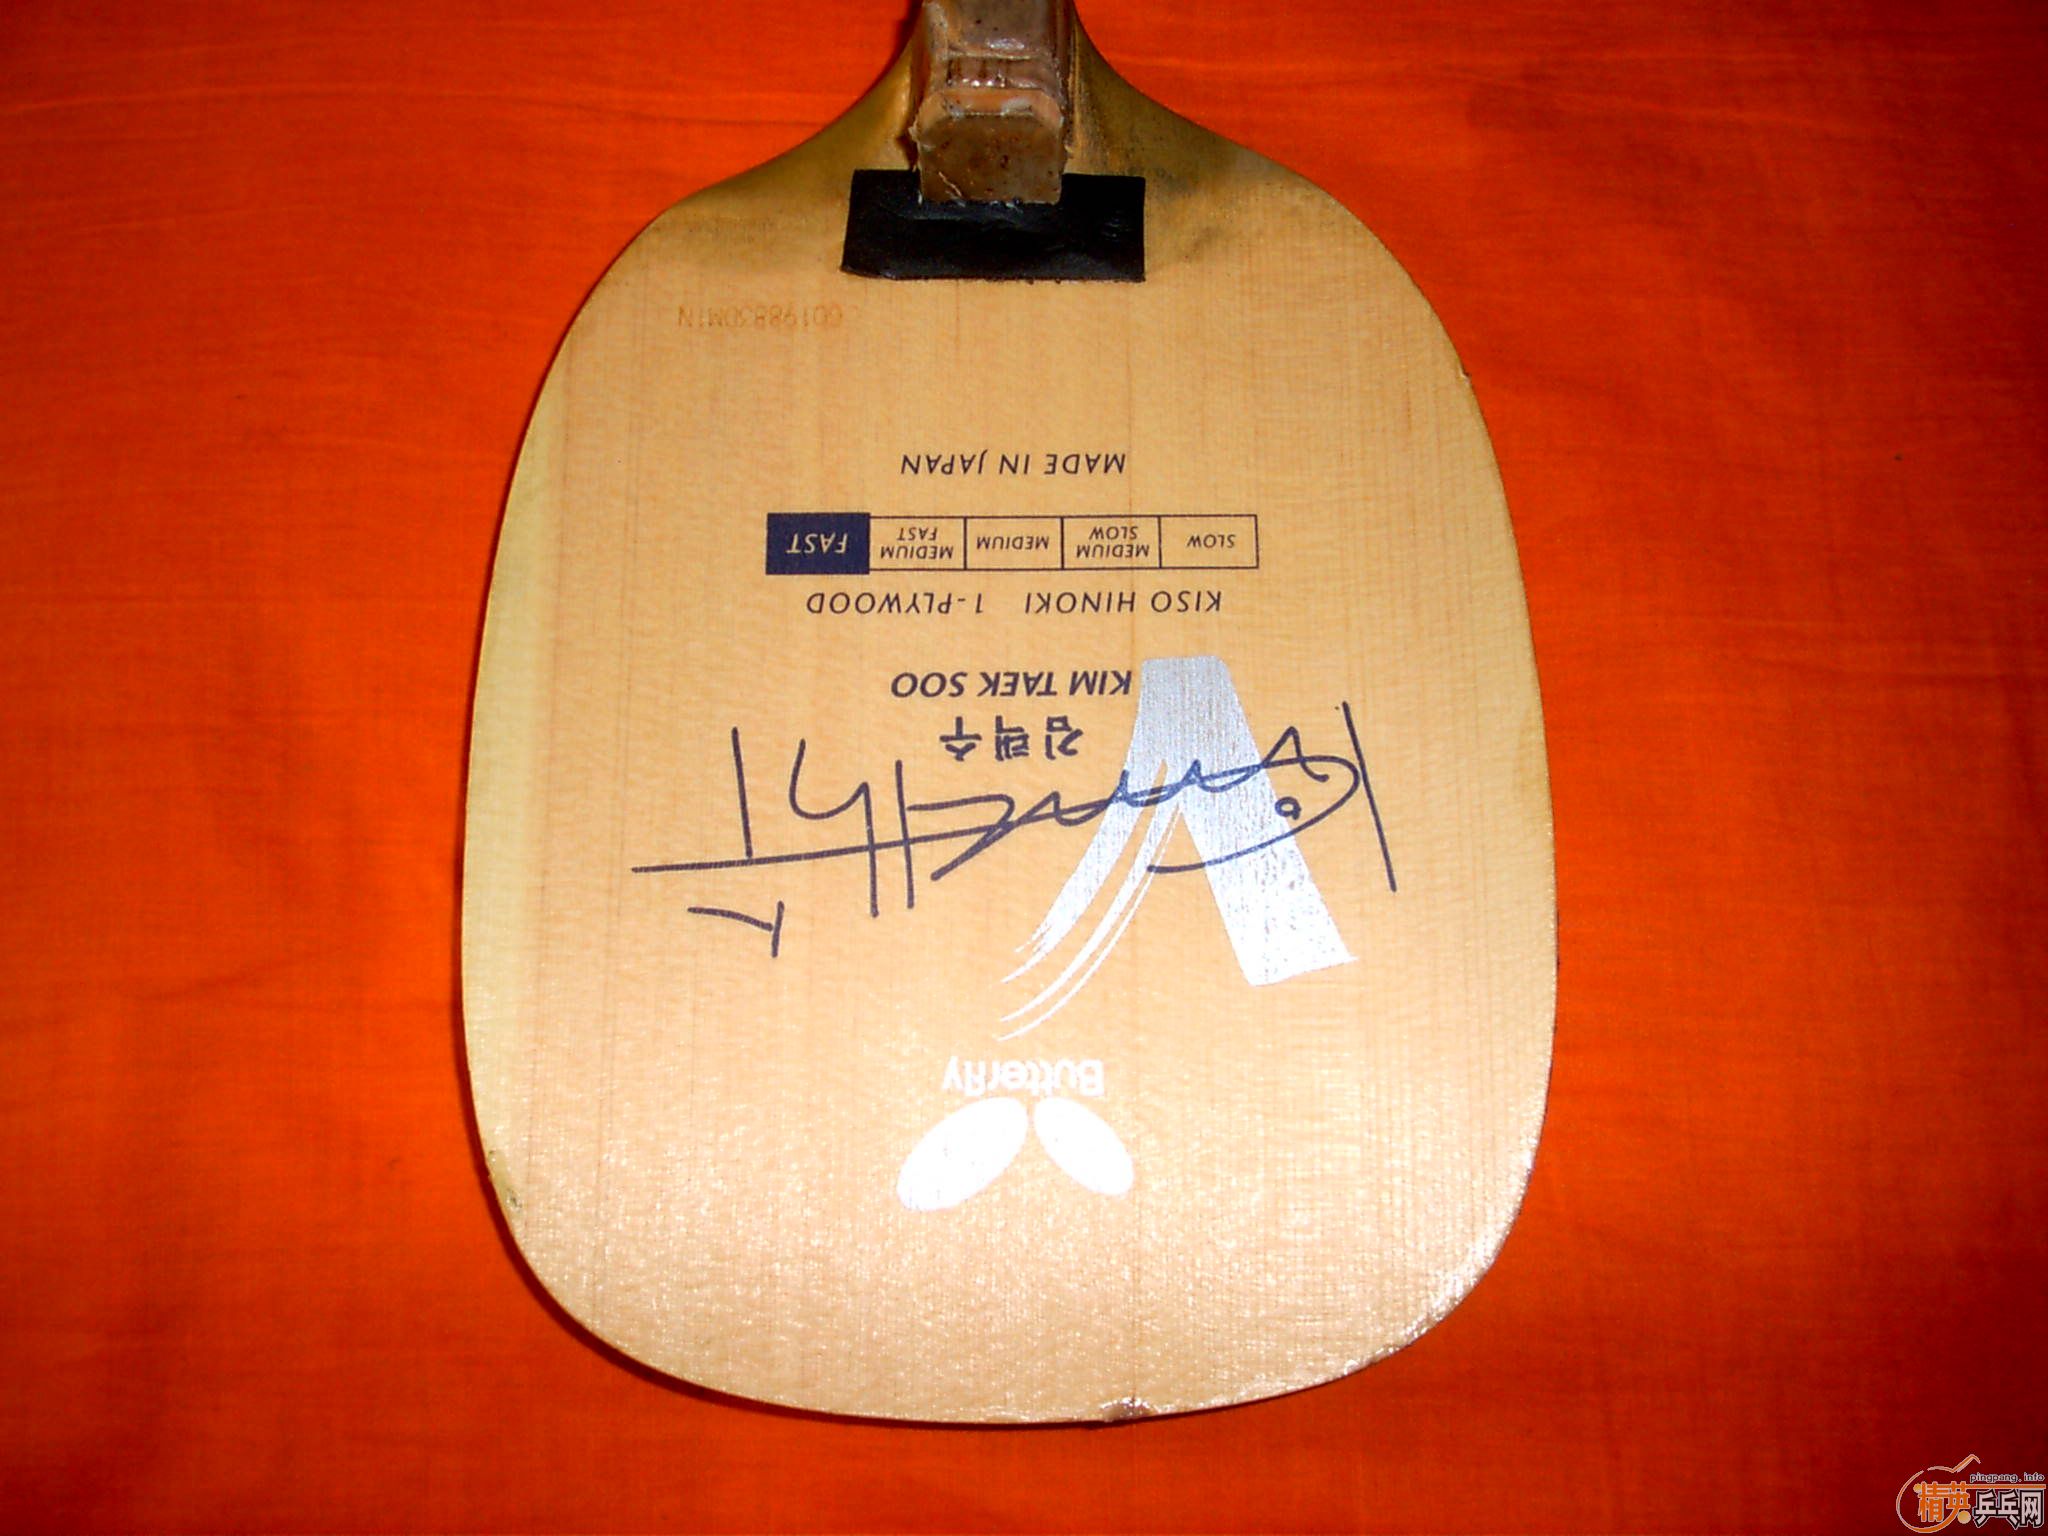 Butterfly
김택수
KIM TAEK SOO
KISO HINOKI 1-PLYWOOD
SLOW MEDIUM SLOW MEDIUM MEDIUM FAST FAST
MADE IN JAPAN
pingpang.info
精英乒乓网